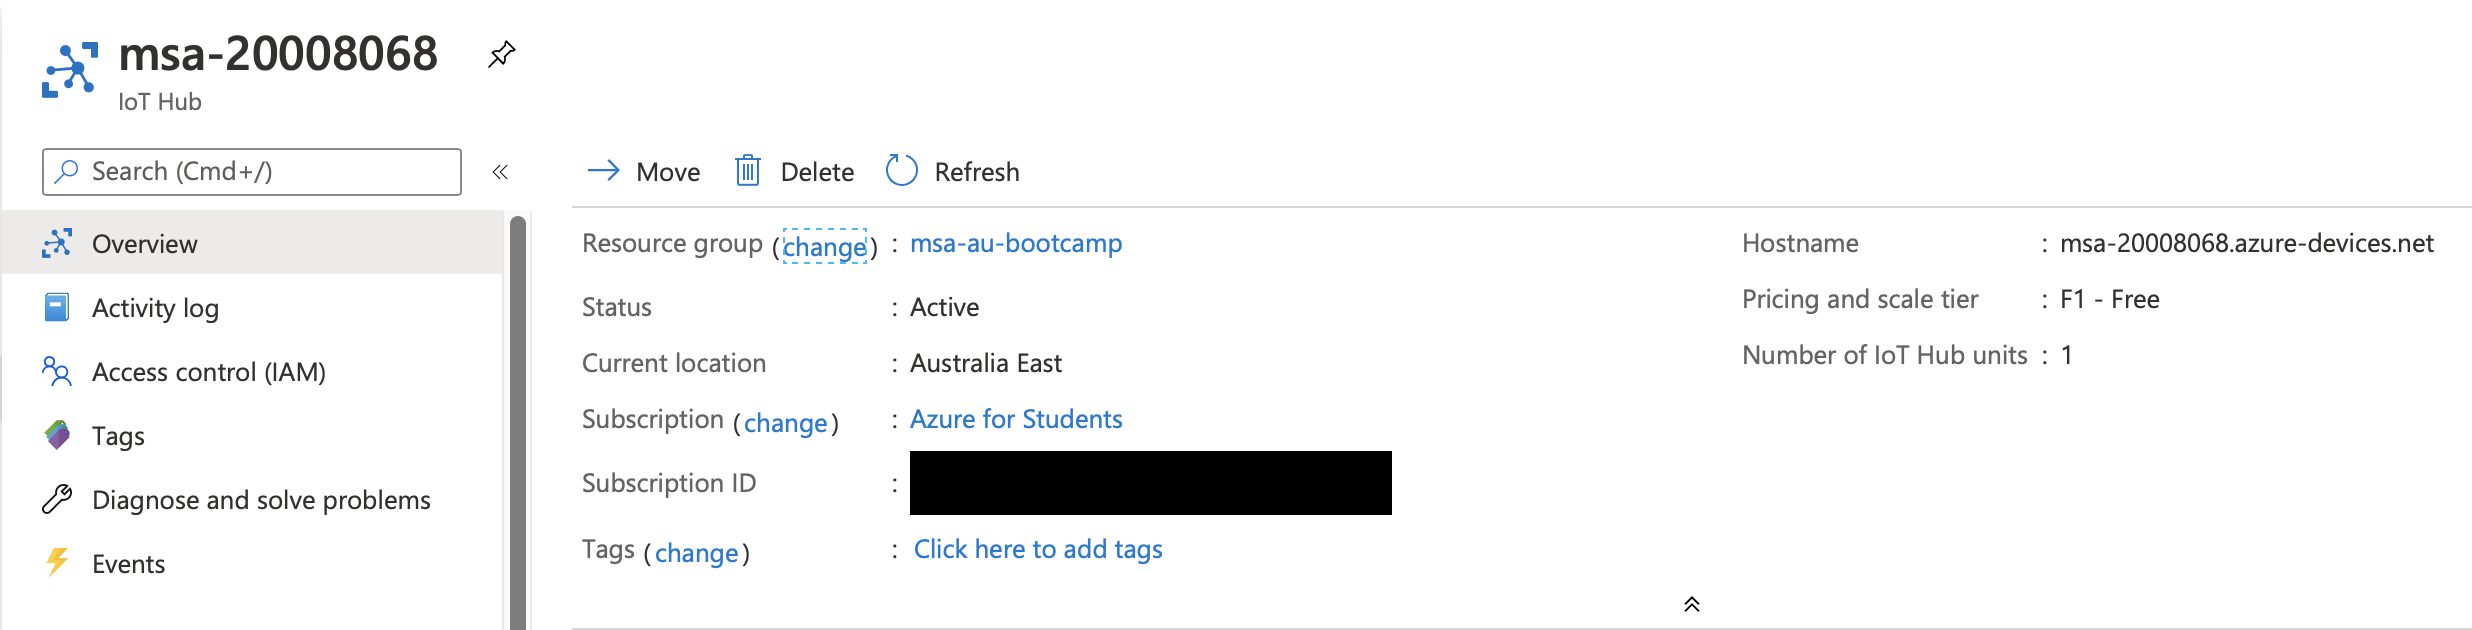 msa-20008068
IoT Hub
Search (Cmd+/)
«
Move Delete Refresh
Overview
Activity log
Access control (IAM)
Tags
Diagnose and solve problems
Events
Resource group (change) : msa-au-bootcamp
Status : Active
Current location : Australia East
Subscription (change) : Azure for Students
Subscription ID :
Tags (change) : Click here to add tags
Hostname : msa-20008068.azure-devices.net
Pricing and scale tier : F1 - Free
Number of IoT Hub units : 1